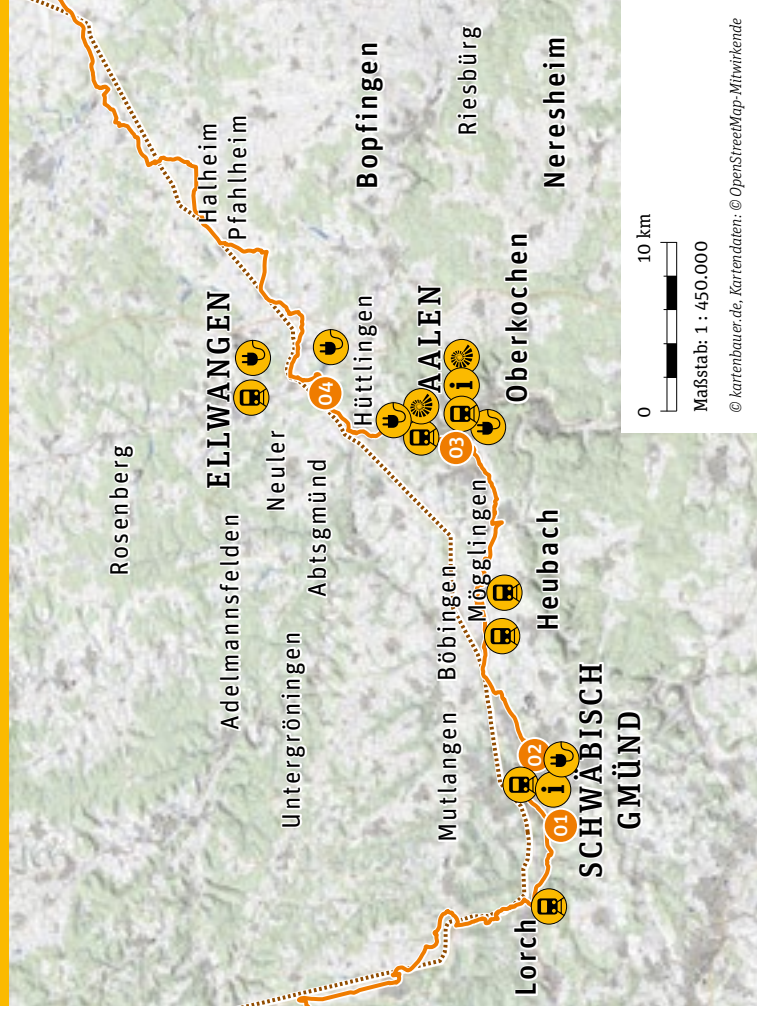 Rosenberg
ELLWANGEN
Adelmannsfelden
Neuler
Halheim
Pfahlheim
Untergröningen
Abtsgmünd
04
Hüttlingen
Bopfingen
AALEN
03
i
Riesbürg
Mutlangen
Böbingen
Mögglingen
Oberkochen
Neresheim
Heubach
Lorch
01
02
i
SCHWÄBISCH
GMÜND
0 10 km
Maßstab: 1 : 450.000
© kartenbauer.de, Kartendaten: © OpenStreetMap-Mitwirkende